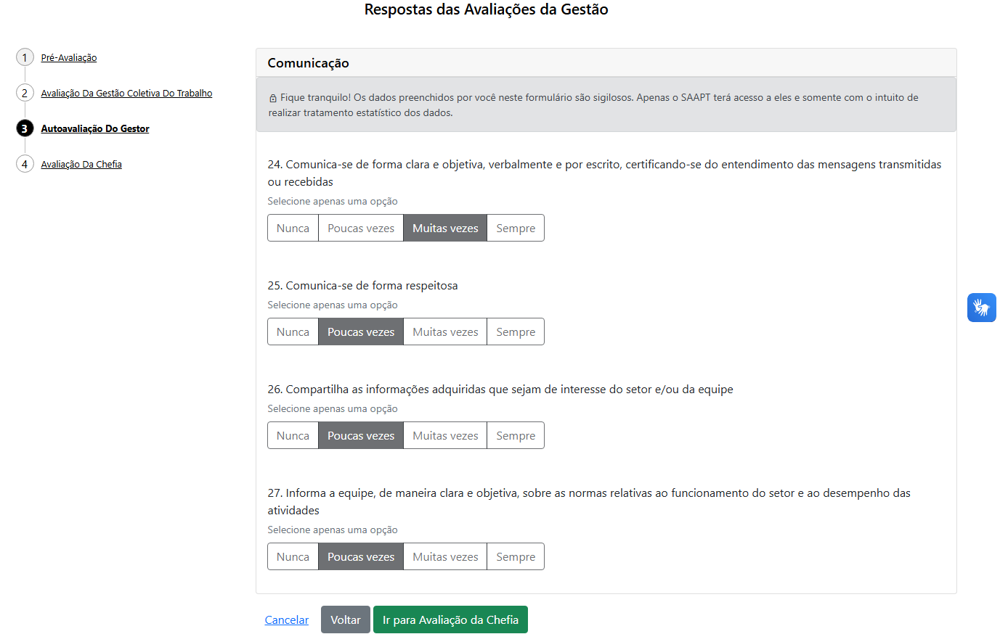 Respostas das Avaliações da Gestão
1 Pré-Avaliação
2 Avaliação Da Gestão Coletiva Do Trabalho
3 Autoavaliação Do Gestor
4 Avaliação Da Chefia
Comunicação
Fique tranquilo! Os dados preenchidos por você neste formulário são sigilosos. Apenas o SAAPT terá acesso a eles e somente com o intuito de
realizar tratamento estatístico dos dados.
24. Comunica-se de forma clara e objetiva, verbalmente e por escrito, certificando-se do entendimento das mensagens transmitidas
ou recebidas
Selecione apenas uma opção
Nunca Poucas vezes Muitas vezes Sempre
25. Comunica-se de forma respeitosa
Selecione apenas uma opção
Nunca Poucas vezes Muitas vezes Sempre
26. Compartilha as informações adquiridas que sejam de interesse do setor e/ou da equipe
Selecione apenas uma opção
Nunca Poucas vezes Muitas vezes Sempre
27. Informa a equipe, de maneira clara e objetiva, sobre as normas relativas ao funcionamento do setor e ao desempenho das
atividades
Selecione apenas uma opção
Nunca Poucas vezes Muitas vezes Sempre
Cancelar Voltar Ir para Avaliação da Chefia